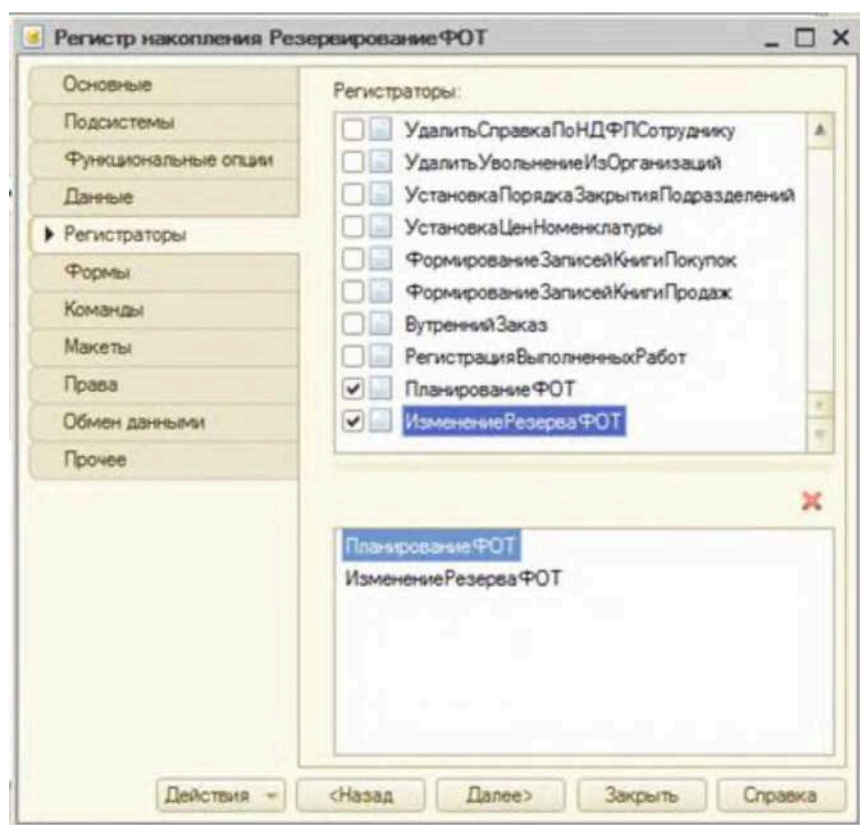 Регистр накопления РезервированиеФОТ
Основные
Подсистемы
Функциональные опции
Данные
Регистраторы
Формы
Команды
Макеты
Права
Обмен данными
Прочее
Регистраторы:
УдалитьСправкаПоНДФЛСотруднику
УдалитьУвольнениеИзОрганизаций
УстановкаПорядкаЗакрытияПодразделений
УстановкаЦенНоменклатуры
ФормированиеЗаписейКнигиПокупок
ФормированиеЗаписейКнигиПродаж
ВутреннийЗаказ
РегистрацияВыполненныхРабот
ПланированиеФОТ
ИзменениеРезерваФОТ
ПланированиеФОТ
ИзменениеРезерваФОТ
Действия
<Назад
Далее>
Закрыть
Справка